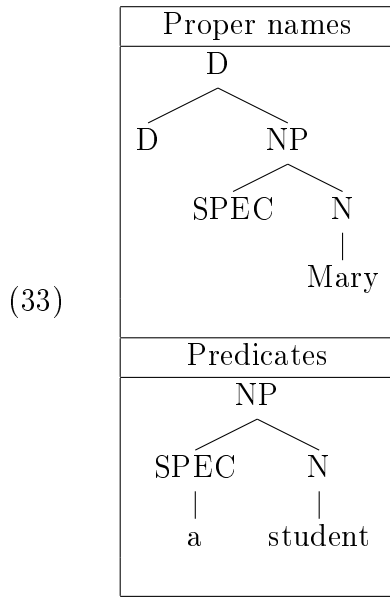 Proper names
D
D NP
SPEC N
Mary
(33)
Predicates
NP
SPEC N
a student